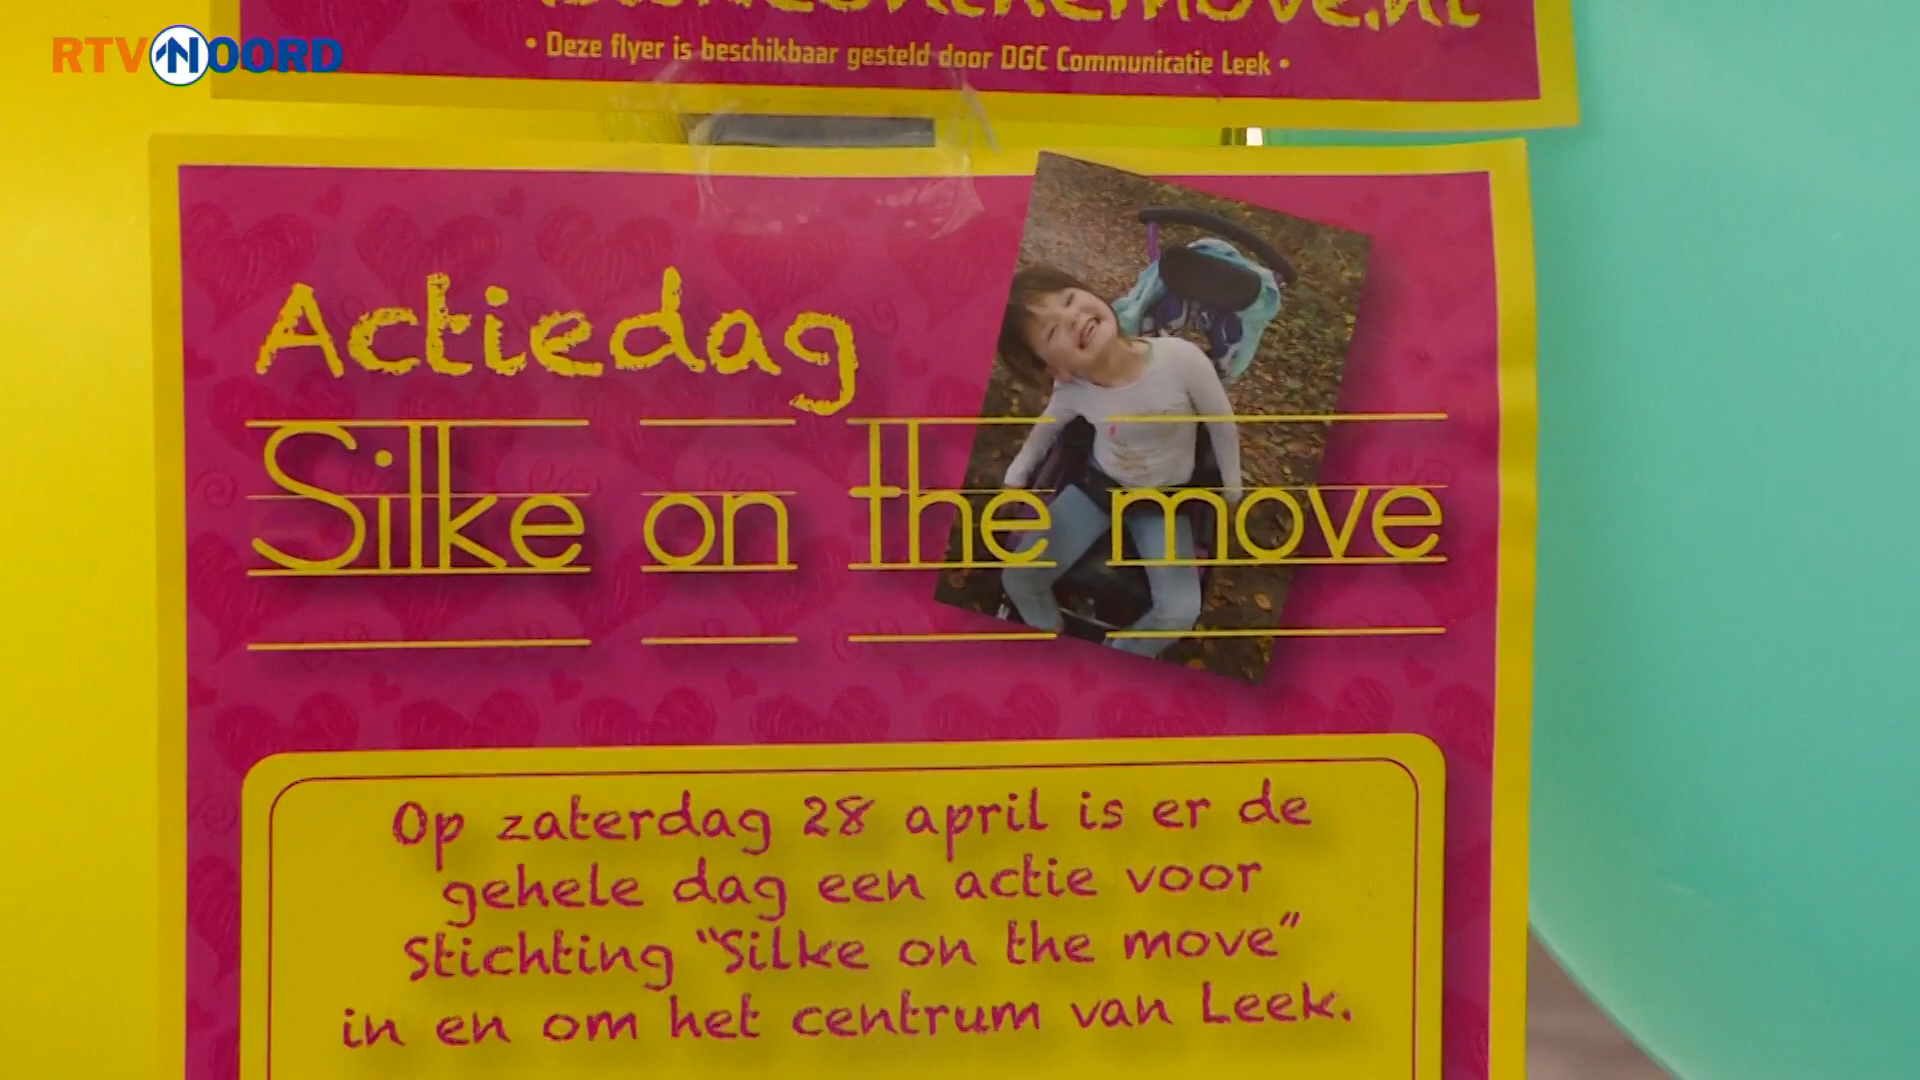 RTV NOORD
• Deze flyer is beschikbaar gesteld door DGC Communicatie Leek •
Actiedag
Silke on the move
Op zaterdag 28 april is er de
gehele dag een actie voor
Stichting "Silke on the move"
in en om het centrum van Leek.